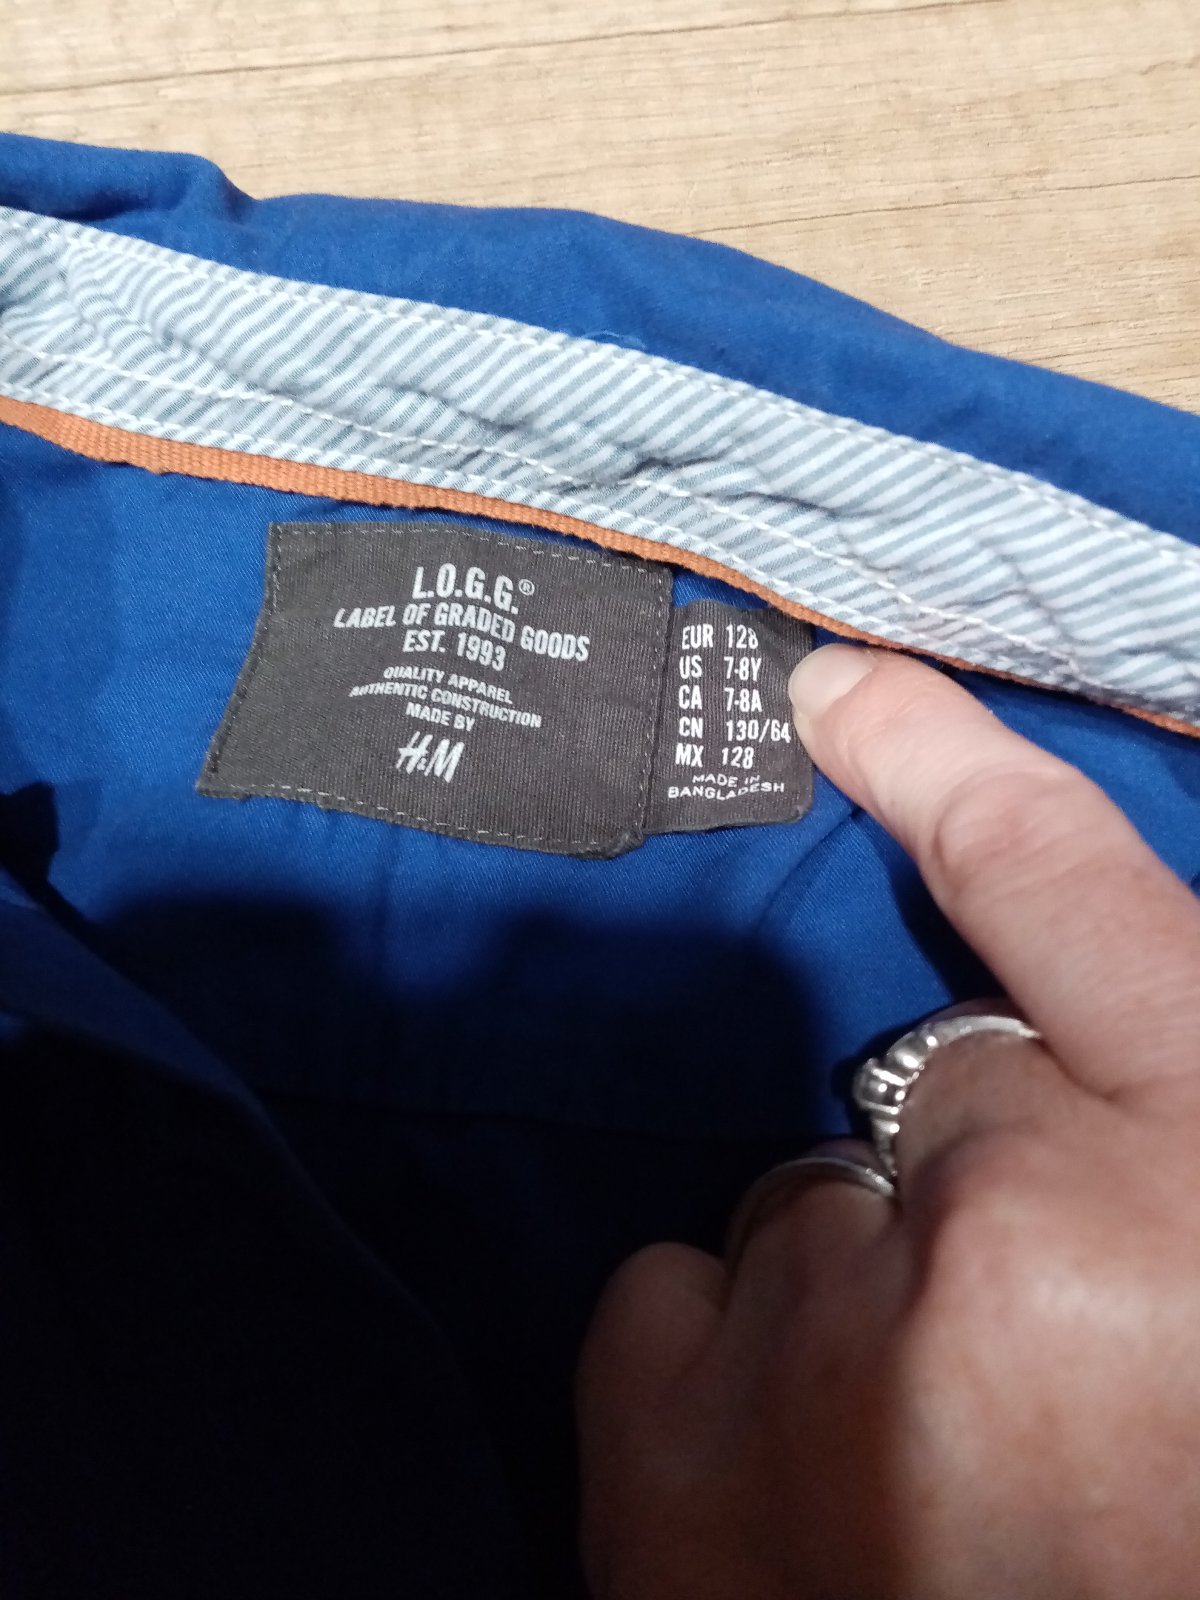 L.O.G.G.®
LABEL OF GRADED GOODS
EST. 1993
QUALITY APPAREL
AUTHENTIC CONSTRUCTION
MADE BY
H&M
EUR 128
US 7-8Y
CA 7-8A
CN 130/64
MX 128
MADE IN
BANGLADESH